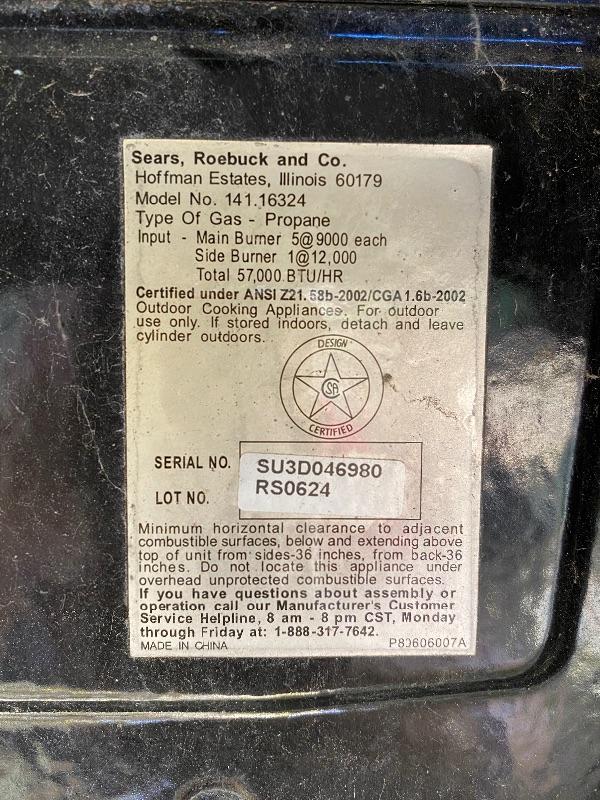 Sears, Roebuck and Co.
Hoffman Estates, Illinois 60179
Model No. 141.16324
Type Of Gas - Propane
Input - Main Burner 5@9000 each
Side Burner 1@12,000
Total 57,000 BTU/HR
Certified under ANSI Z21.58b-2002/CGA 1.6b-2002
Outdoor Cooking Appliances. For outdoor
use only. If stored indoors, detach and leave
cylinder outdoors.
DESIGN
SA
CERTIFIED
SERIAL NO. SU3D046980
LOT NO. RS0624
Minimum horizontal clearance to adjacent
combustible surfaces, below and extending above
top of unit from sides-36 inches, from back-36
inches. Do not locate this appliance under
overhead unprotected combustible surfaces.
If you have questions about assembly or
operation call our Manufacturer's Customer
Service Helpline, 8 am - 8 pm CST, Monday
through Friday at: 1-888-317-7642.
MADE IN CHINA P80606007A